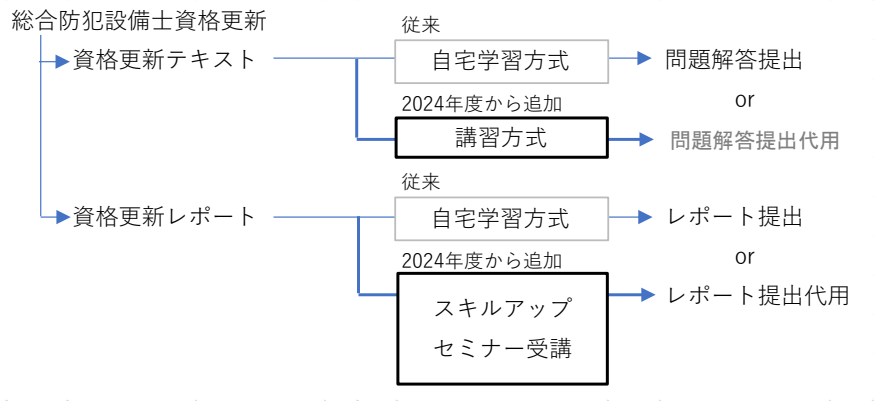 総合防犯設備士資格更新
従来
資格更新テキスト 自宅学習方式 問題解答提出
2024年度から追加 or
講習方式 問題解答提出代用
従来
資格更新レポート 自宅学習方式 レポート提出
2024年度から追加 or
スキルアップ レポート提出代用
セミナー受講